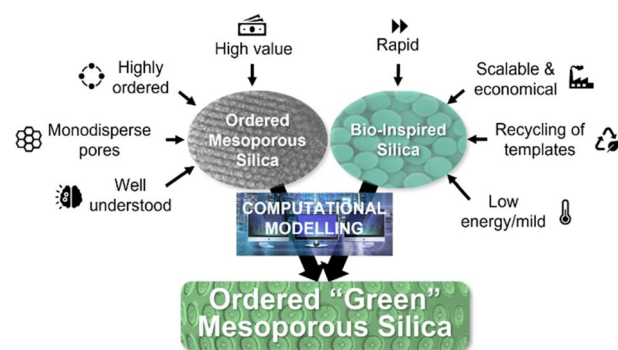 High value
Rapid
Highly
ordered
Scalable &
economical
Monodisperse
pores
Ordered
Mesoporous
Silica
Bio-Inspired
Silica
Recycling of
templates
Well
understood
Low
energy/mild
COMPUTATIONAL
MODELLING
Ordered “Green”
Mesoporous Silica